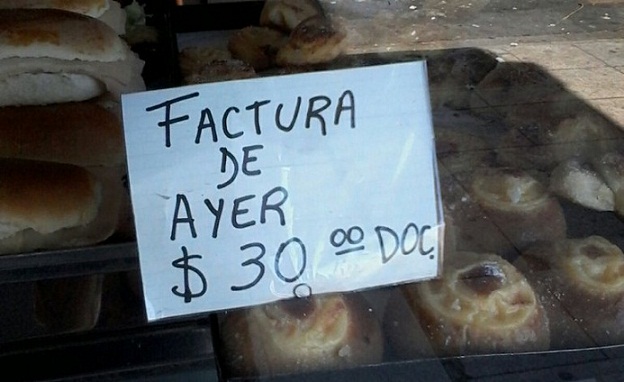 FACTURA
DE
AYER
$30,00 DOC.